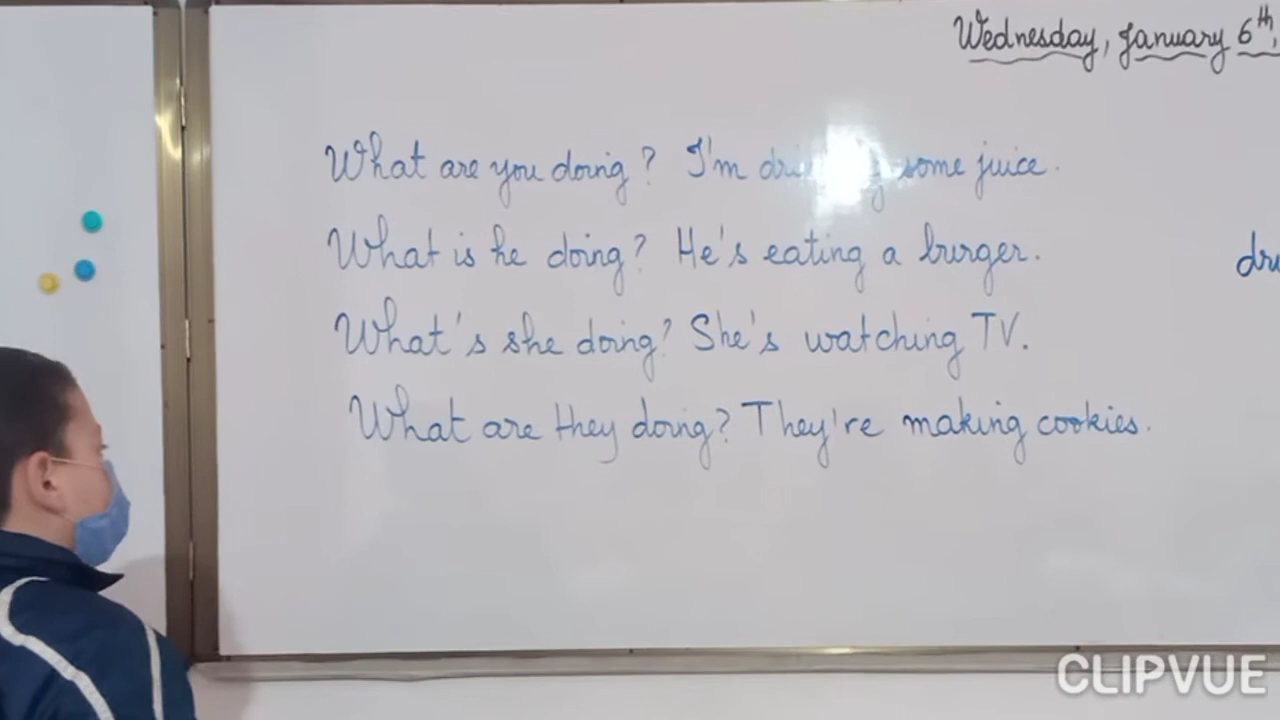 Wednesday, January 6th,
What are you doing? I'm some juice.
What is he doing? He's eating a burger.
What's she doing? She's watching TV.
What are they doing? They're making cookies.
CLIPVUE